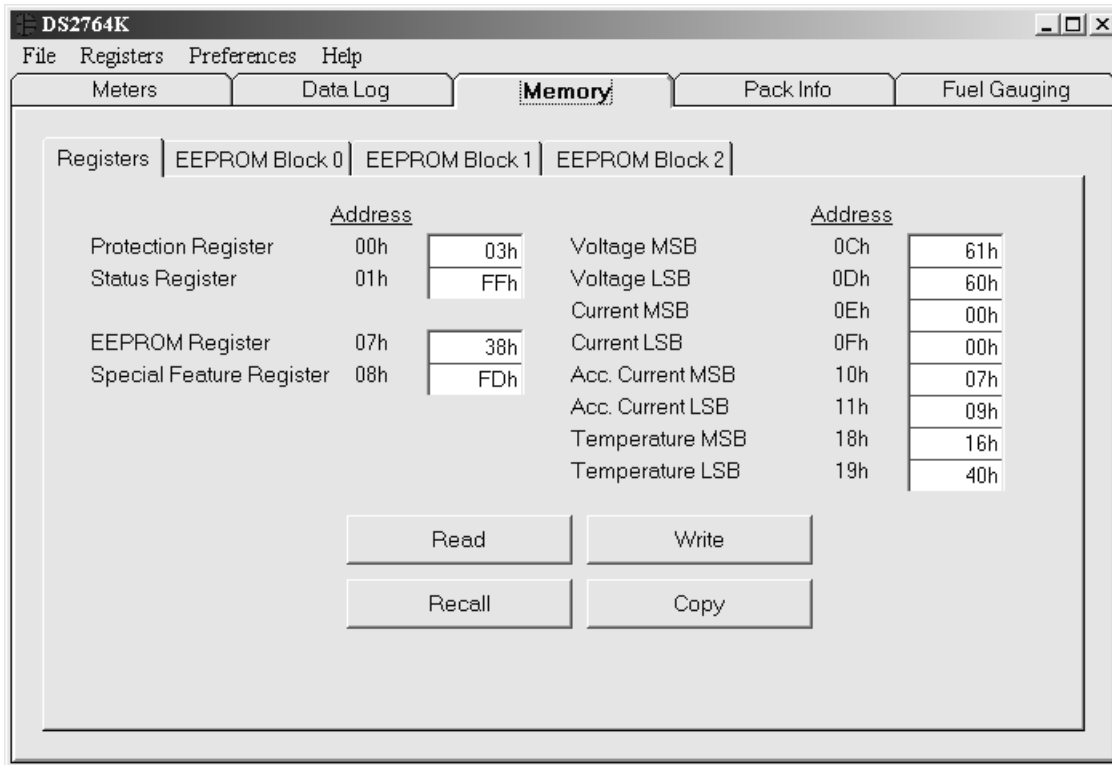 DS2764K
File Registers Preferences Help
Meters Data Log Memory Pack Info Fuel Gauging
Registers EEPROM Block 0 EEPROM Block 1 EEPROM Block 2
Address Address
Protection Register 00h 03h Voltage MSB 0Ch 61h
Status Register 01h FFh Voltage LSB 0Dh 60h
Current MSB 0Eh 00h
EEPROM Register 07h 38h Current LSB 0Fh 00h
Special Feature Register 08h FDh Acc. Current MSB 10h 07h
Acc. Current LSB 11h 09h
Temperature MSB 18h 16h
Temperature LSB 19h 40h
Read Write
Recall Copy